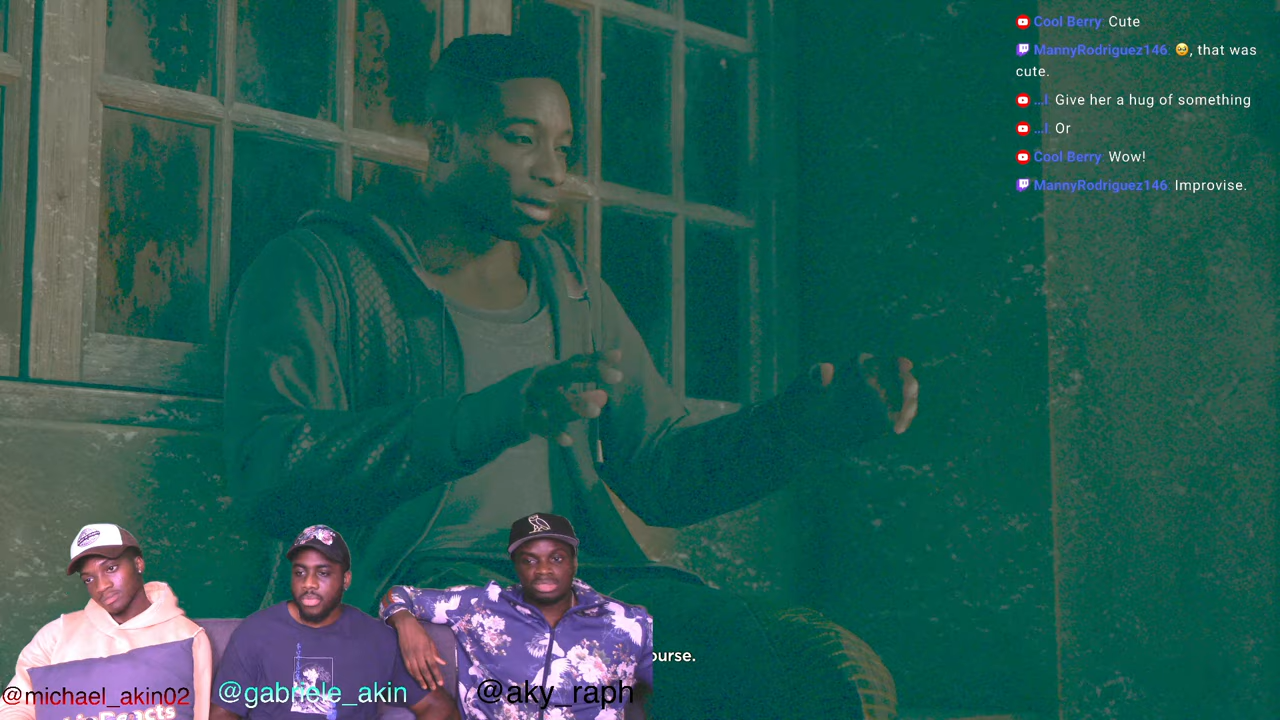 Cool Berry: Cute
MannyRodriguez146: 🥹, that was
cute.
...I: Give her a hug of something
...I: Or
Cool Berry: Wow!
MannyRodriguez146: Improvise.
ourse.
@michael_akin02
@gabriele_akin
@aky_raph